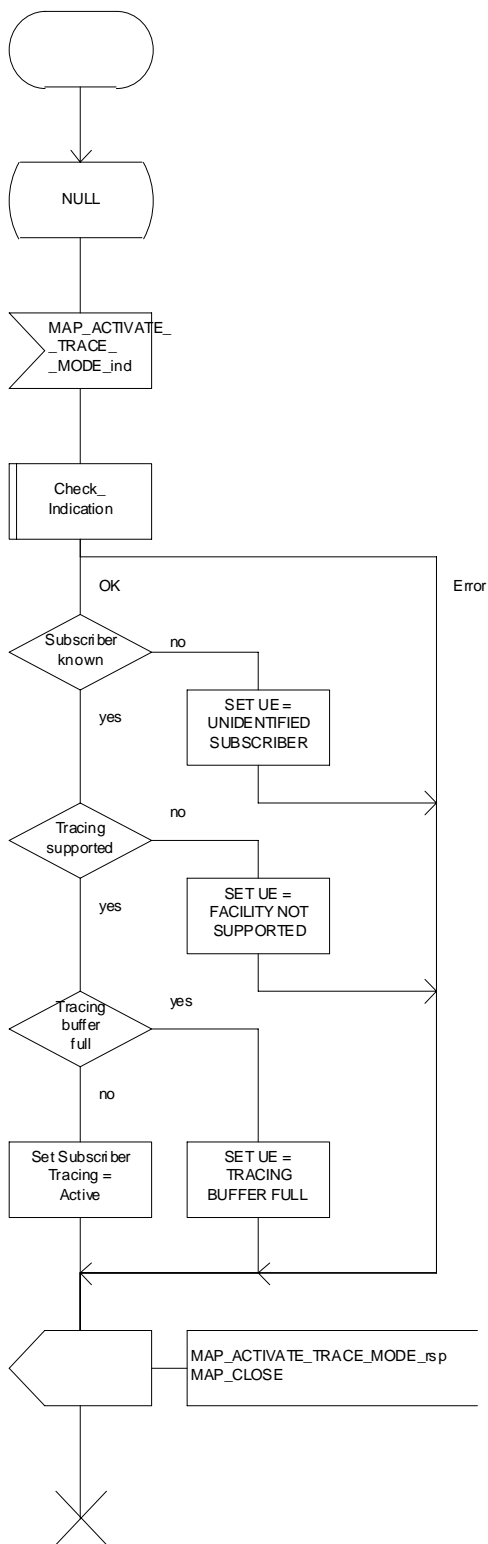 NULL
MAP_ACTIVATE_
_TRACE_
_MODE_ind
Check_
Indication
OK
Error
Subscriber
known
no
yes
SET UE =
UNIDENTIFIED
SUBSCRIBER
Tracing
supported
no
yes
SET UE =
FACILITY NOT
SUPPORTED
Tracing
buffer
full
yes
no
Set Subscriber
Tracing =
Active
SET UE =
TRACING
BUFFER FULL
MAP_ACTIVATE_TRACE_MODE_rsp
MAP_CLOSE